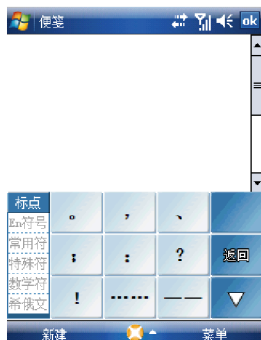 便笺 ok
标点
En符号
常用符
特殊符
数学符
希俄文
。 , 、
; : ? 返回
! …… ——
新建 菜单